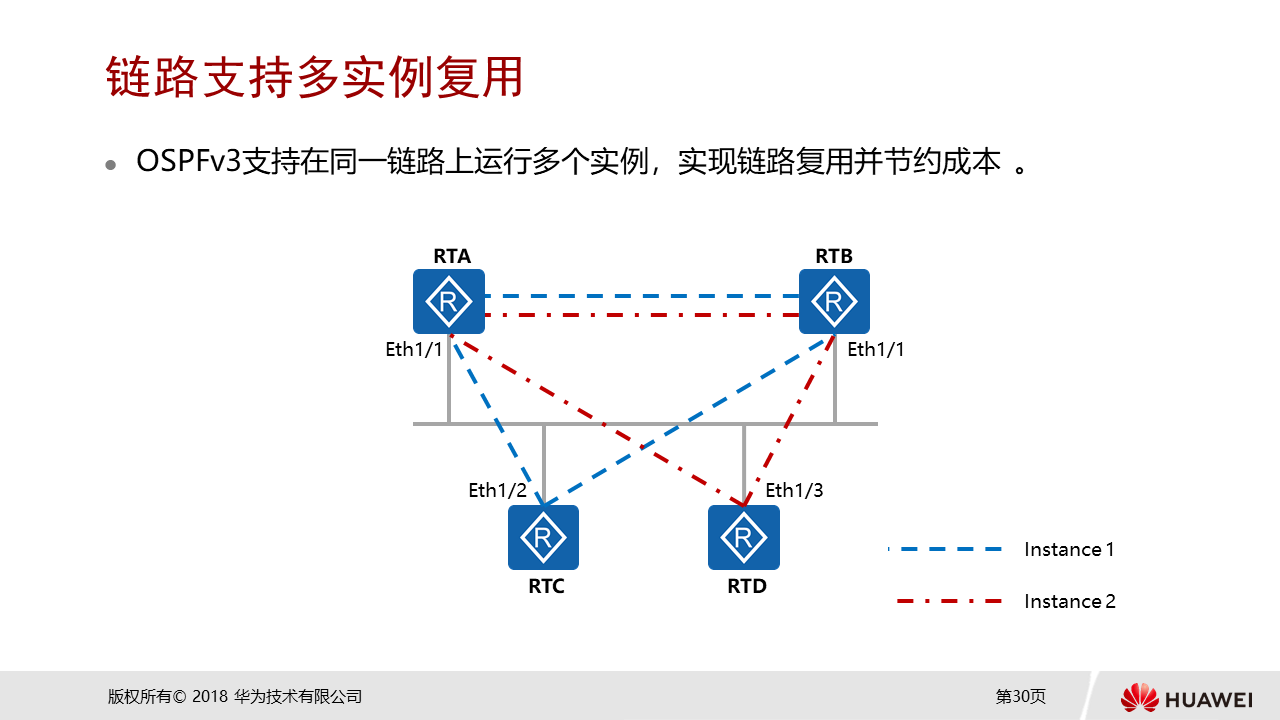 链路支持多实例复用
OSPFv3支持在同一链路上运行多个实例，实现链路复用并节约成本 。
RTA
RTB
R
R
Eth1/1
Eth1/1
Eth1/2
Eth1/3
R
R
RTC
RTD
Instance 1
Instance 2
版权所有© 2018 华为技术有限公司
第30页
HUAWEI